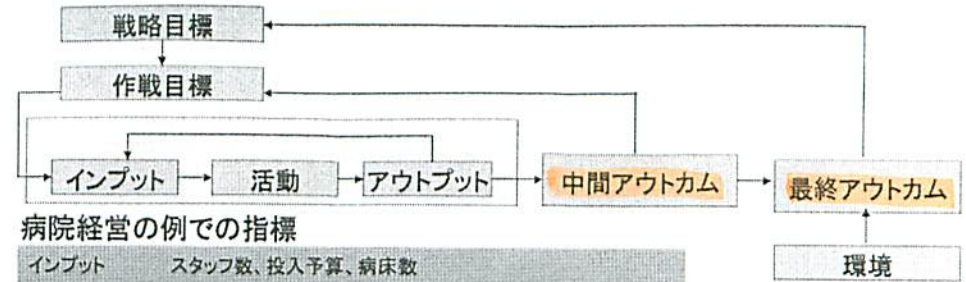 戦略目標
作戦目標
インプット
活動
アウトプット
中間アウトカム
最終アウトカム
環境
病院経営の例での指標
インプット スタッフ数、投入予算、病床数